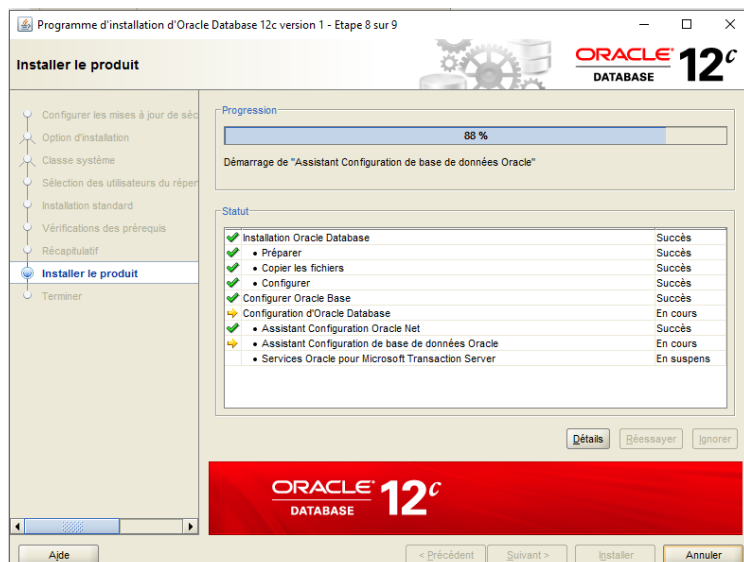 Programme d'installation d'Oracle Database 12c version 1 - Etape 8 sur 9
Installer le produit
ORACLE DATABASE 12c
Configurer les mises à jour de séc
Option d'installation
Classe système
Sélection des utilisateurs du réper
Installation standard
Vérifications des prérequis
Récapitulatif
Installer le produit
Terminer
Progression
88 %
Démarrage de "Assistant Configuration de base de données Oracle"
Statut
Installation Oracle Database Succès
• Préparer Succès
• Copier les fichiers Succès
• Configurer Succès
Configurer Oracle Base Succès
Configuration d'Oracle Database En cours
• Assistant Configuration Oracle Net Succès
• Assistant Configuration de base de données Oracle En cours
• Services Oracle pour Microsoft Transaction Server En suspens
Détails Réessayer Ignorer
ORACLE DATABASE 12c
Aide < Précédent Suivant > Installer Annuler